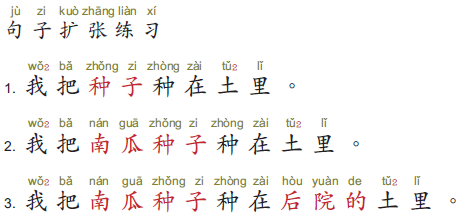 jù zi kuò zhāng liàn xí
句子扩张练习
wǒ2 bǎ zhǒng zi zhòng zài tǔ2 lǐ
1. 我把种子种在土里。
wǒ2 bǎ nán guā zhǒng zi zhòng zài tǔ2 lǐ
2. 我把南瓜种子种在土里。
wǒ2 bǎ nán guā zhǒng zi zhòng zài hòu yuàn de tǔ2 lǐ
3. 我把南瓜种子种在后院的土里。